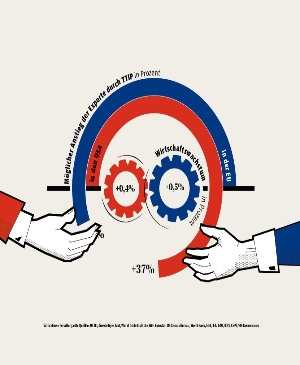 Möglicher Anstieg der Exporte durch TTIP in Prozent
in den USA
in der EU
Wirtschaftswachstum
in Prozent
+0,4%
+0,5%
%
+37%